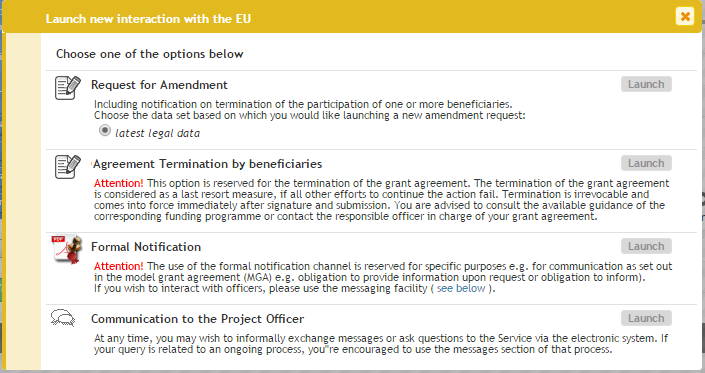 Launch new interaction with the EU
Choose one of the options below
Request for Amendment
Launch
Including notification on termination of the participation of one or more beneficiaries.
Choose the data set based on which you would like launching a new amendment request:
latest legal data
Agreement Termination by beneficiaries
Launch
Attention! This option is reserved for the termination of the grant agreement. The termination of the grant agreement
is considered as a last resort measure, if all other efforts to continue the action fail. Termination is irrevocable and
comes into force immediately after signature and submission. You are advised to consult the available guidance of the
corresponding funding programme or contact the responsible officer in charge of your grant agreement.
PDF
Formal Notification
Launch
Attention! The use of the formal notification channel is reserved for specific purposes e.g. for communication as set out
in the model grant agreement (MGA) e.g. obligation to provide information upon request or obligation to inform).
If you wish to interact with officers, please use the messaging facility ( see below ).
Communication to the Project Officer
Launch
At any time, you may wish to informally exchange messages or ask questions to the Service via the electronic system. If
your query is related to an ongoing process, you"re encouraged to use the messages section of that process.